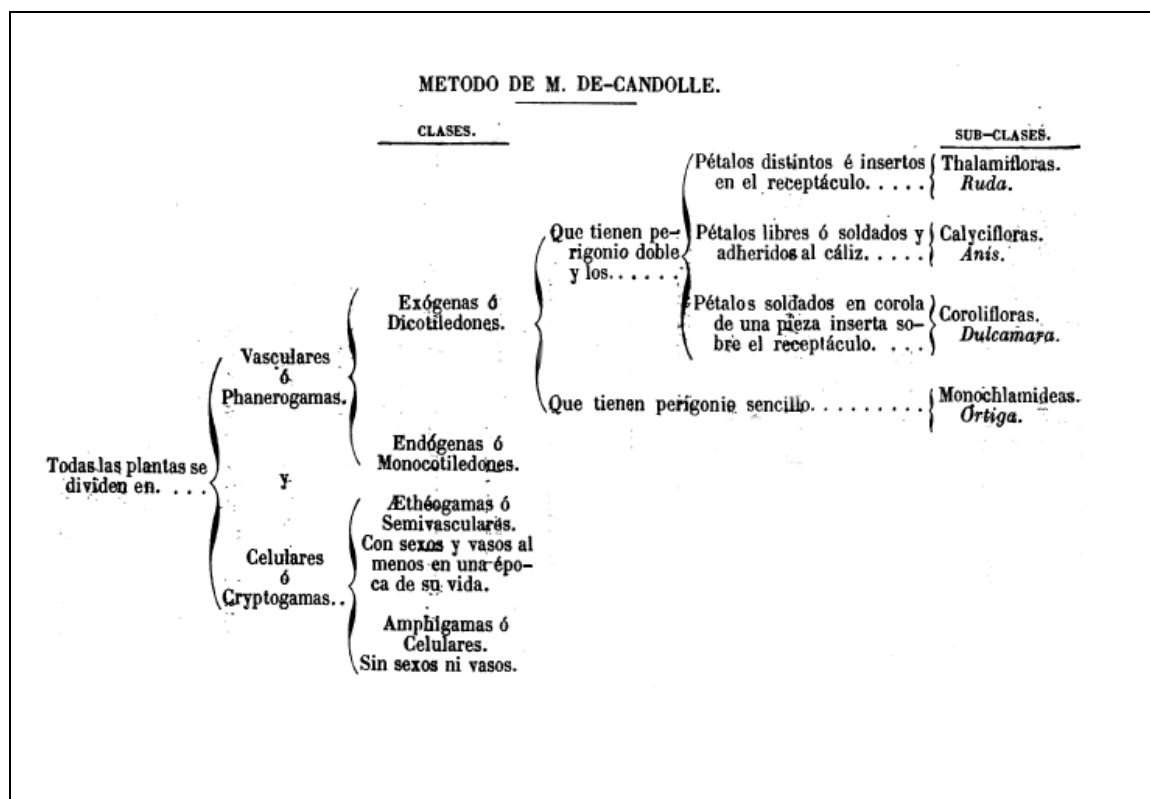 METODO DE M. DE-CANDOLLE.
CLASES.
SUB-CLASES.
Todas las plantas se
dividen en. . . .
Vasculares
ó
Phanerogamas.
y
Celulares
ó
Cryptogamas. .
Exógenas ó
Dicotiledones.
Endógenas ó
Monocotiledones.
Æthéogamas ó
Semivasculares.
Con sexos y vasos al
menos en una épo-
ca de su vida.
Amphigamas ó
Celulares.
Sin sexos ni vasos.
Que tienen pe-
rigonio doble
y los. . . . . .
Que tienen perigonio sencillo. . . . . . . . .
Pétalos distintos é insertos
en el receptáculo. . . . .
Pétalos libres ó soldados y
adheridos al cáliz. . . . .
Pétalos soldados en corola
de una pieza inserta so-
bre el receptáculo. . . .
Thalamifloras.
Ruda.
Calycifloras.
Anís.
Corolifloras.
Dulcamara.
Monochlamideas.
Ortiga.